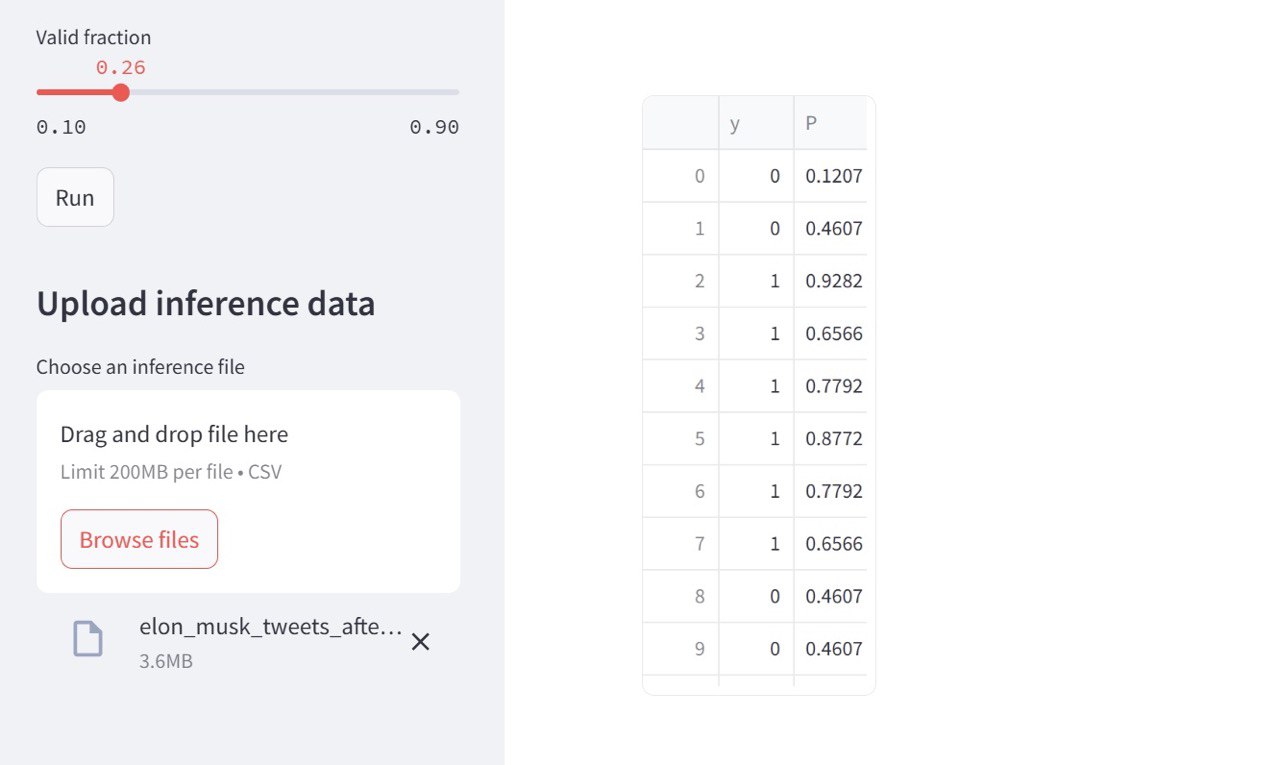 Valid fraction
0.26
0.10 0.90
Run
Upload inference data
Choose an inference file
Drag and drop file here
Limit 200MB per file • CSV
Browse files
elon_musk_tweets_afte...
3.6MB
y P
0 0 0.1207
1 0 0.4607
2 1 0.9282
3 1 0.6566
4 1 0.7792
5 1 0.8772
6 1 0.7792
7 1 0.6566
8 0 0.4607
9 0 0.4607